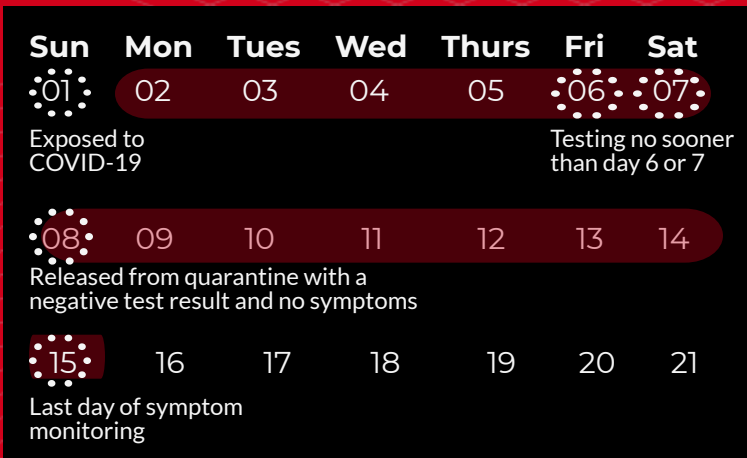 Sun Mon Tues Wed Thurs Fri Sat
01 02 03 04 05 06 07
Exposed to
COVID-19
Testing no sooner
than day 6 or 7
08 09 10 11 12 13 14
Released from quarantine with a
negative test result and no symptoms
15 16 17 18 19 20 21
Last day of symptom
monitoring